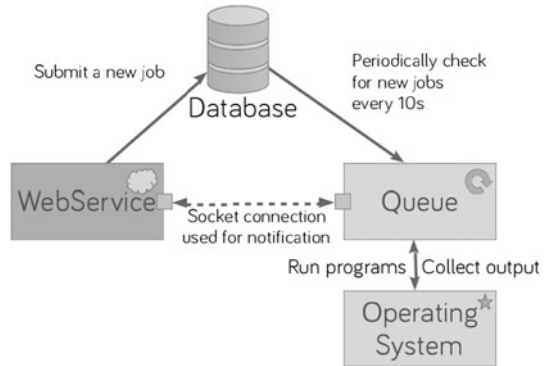 Submit a new job
Database
Periodically check
for new jobs
every 10s
WebService
Socket connection
used for notification
Queue
Run programs
Collect output
Operating
System